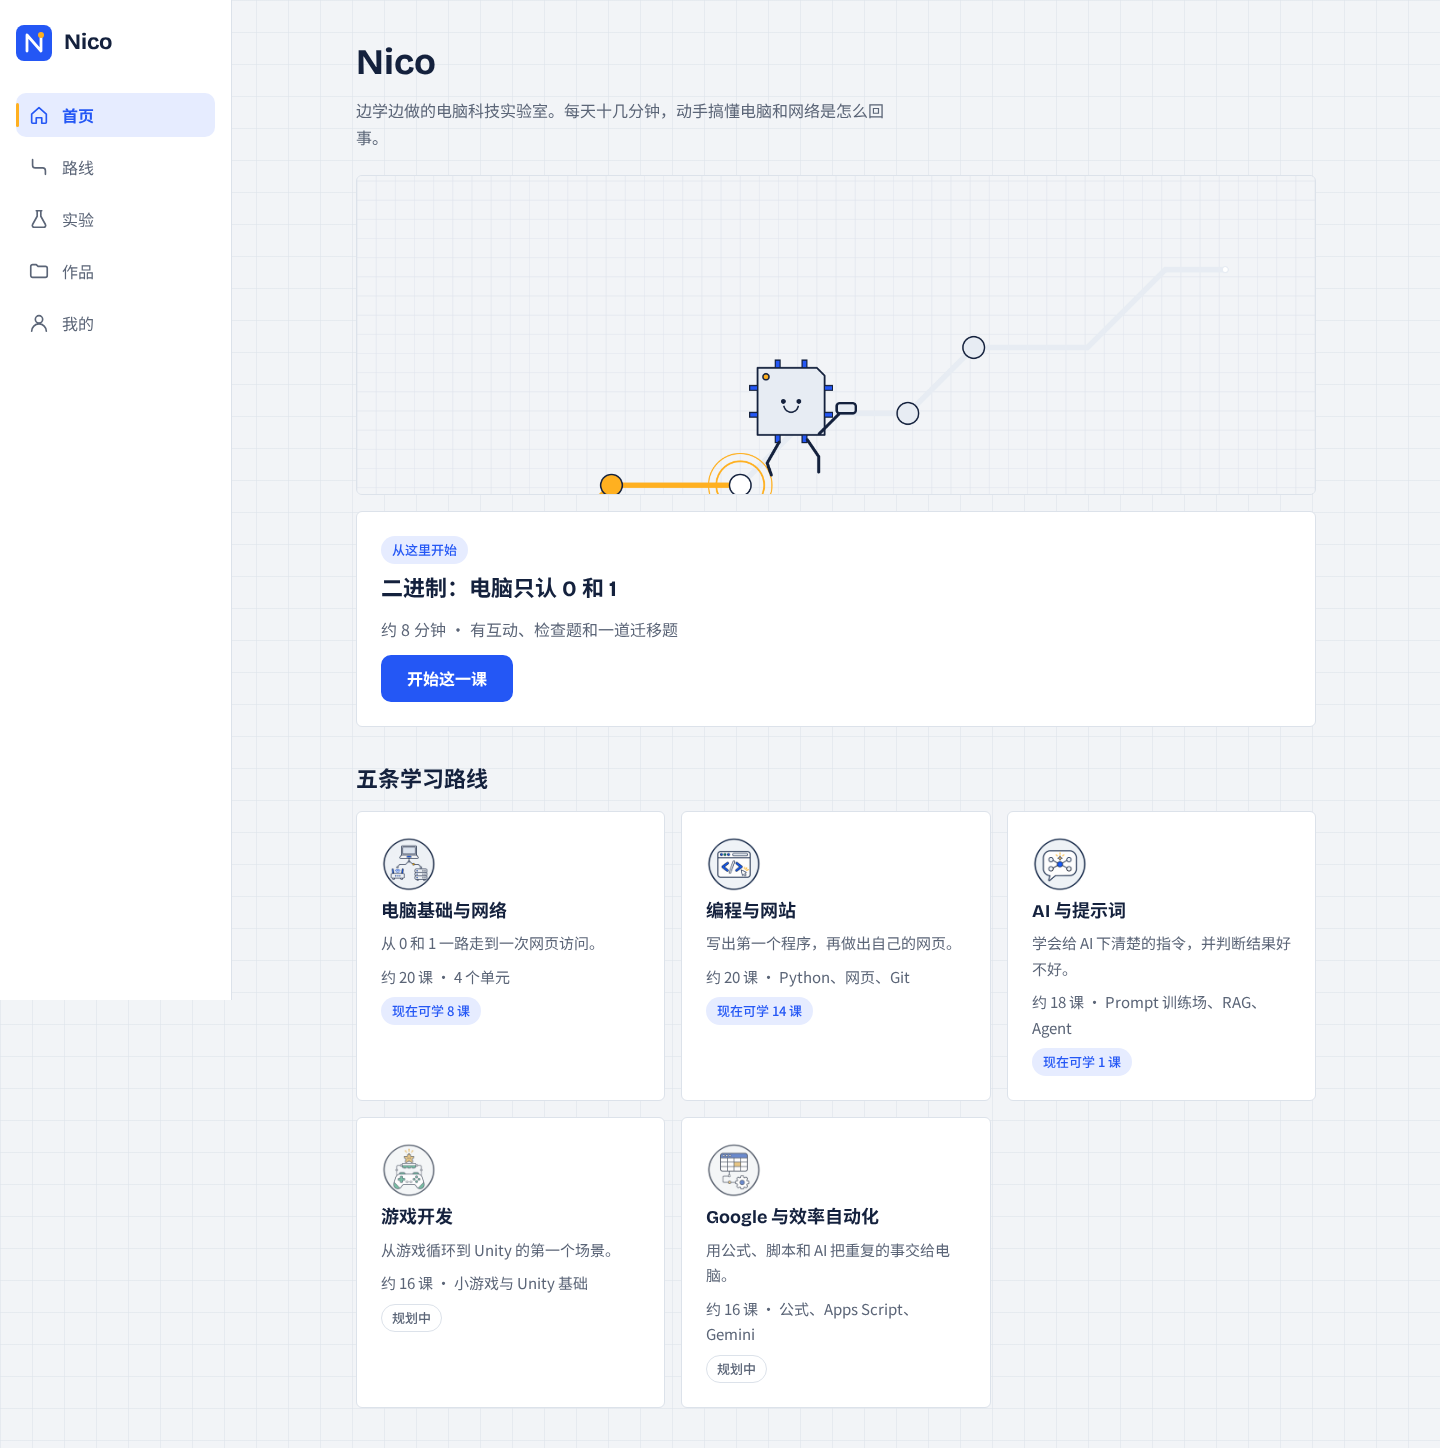 Nico
首页
路线
实验
作品
我的
Nico
边学边做的电脑科技实验室。每天十几分钟，动手搞懂电脑和网络是怎么回
事。
从这里开始
二进制：电脑只认 0 和 1
约 8 分钟 · 有互动、检查题和一道迁移题
开始这一课
五条学习路线
电脑基础与网络
从 0 和 1 一路走到一次网页访问。
约 20 课 · 4 个单元
现在可学 8 课
编程与网站
写出第一个程序，再做出自己的网页。
约 20 课 · Python、网页、Git
现在可学 14 课
AI 与提示词
学会给 AI 下清楚的指令，并判断结果好
不好。
约 18 课 · Prompt 训练场、RAG、
Agent
现在可学 1 课
游戏开发
从游戏循环到 Unity 的第一个场景。
约 16 课 · 小游戏与 Unity 基础
规划中
Google 与效率自动化
用公式、脚本和 AI 把重复的事交给电
脑。
约 16 课 · 公式、Apps Script、
Gemini
规划中